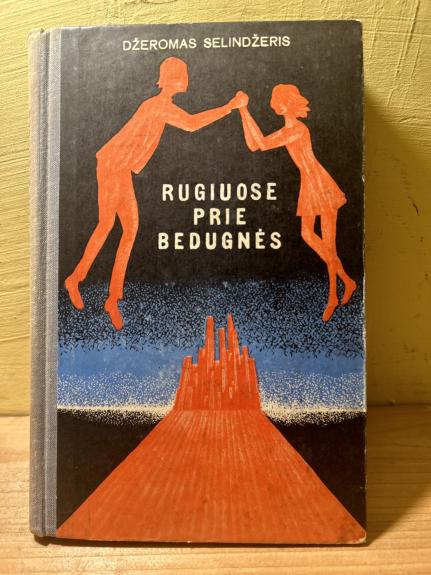 DŽEROMAS SELINDŽERIS
RUGIUOSE
PRIE
BEDUGNĖS